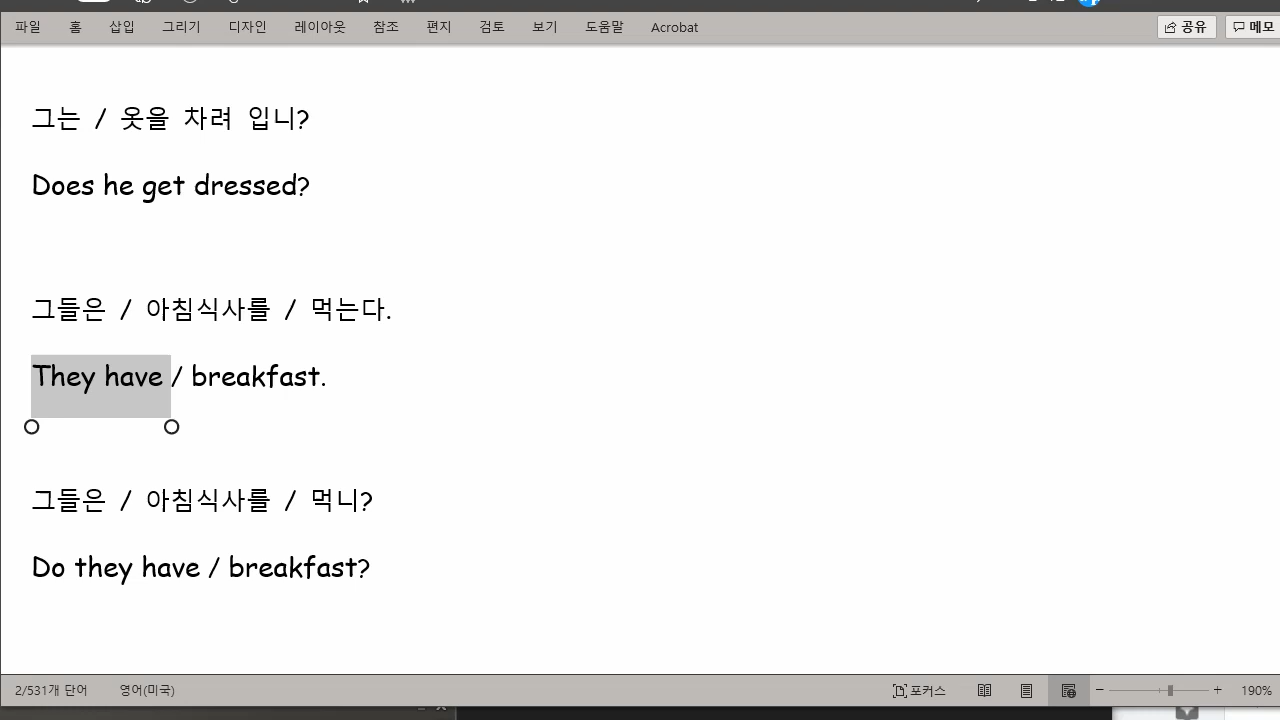 파일 홈 삽입 그리기 디자인 레이아웃 참조 편지 검토 보기 도움말 Acrobat 공유 메모
그는 / 옷을 차려 입니?
Does he get dressed?
그들은 / 아침식사를 / 먹는다.
They have / breakfast.
그들은 / 아침식사를 / 먹니?
Do they have / breakfast?
2/531개 단어 영어(미국) 포커스 190%